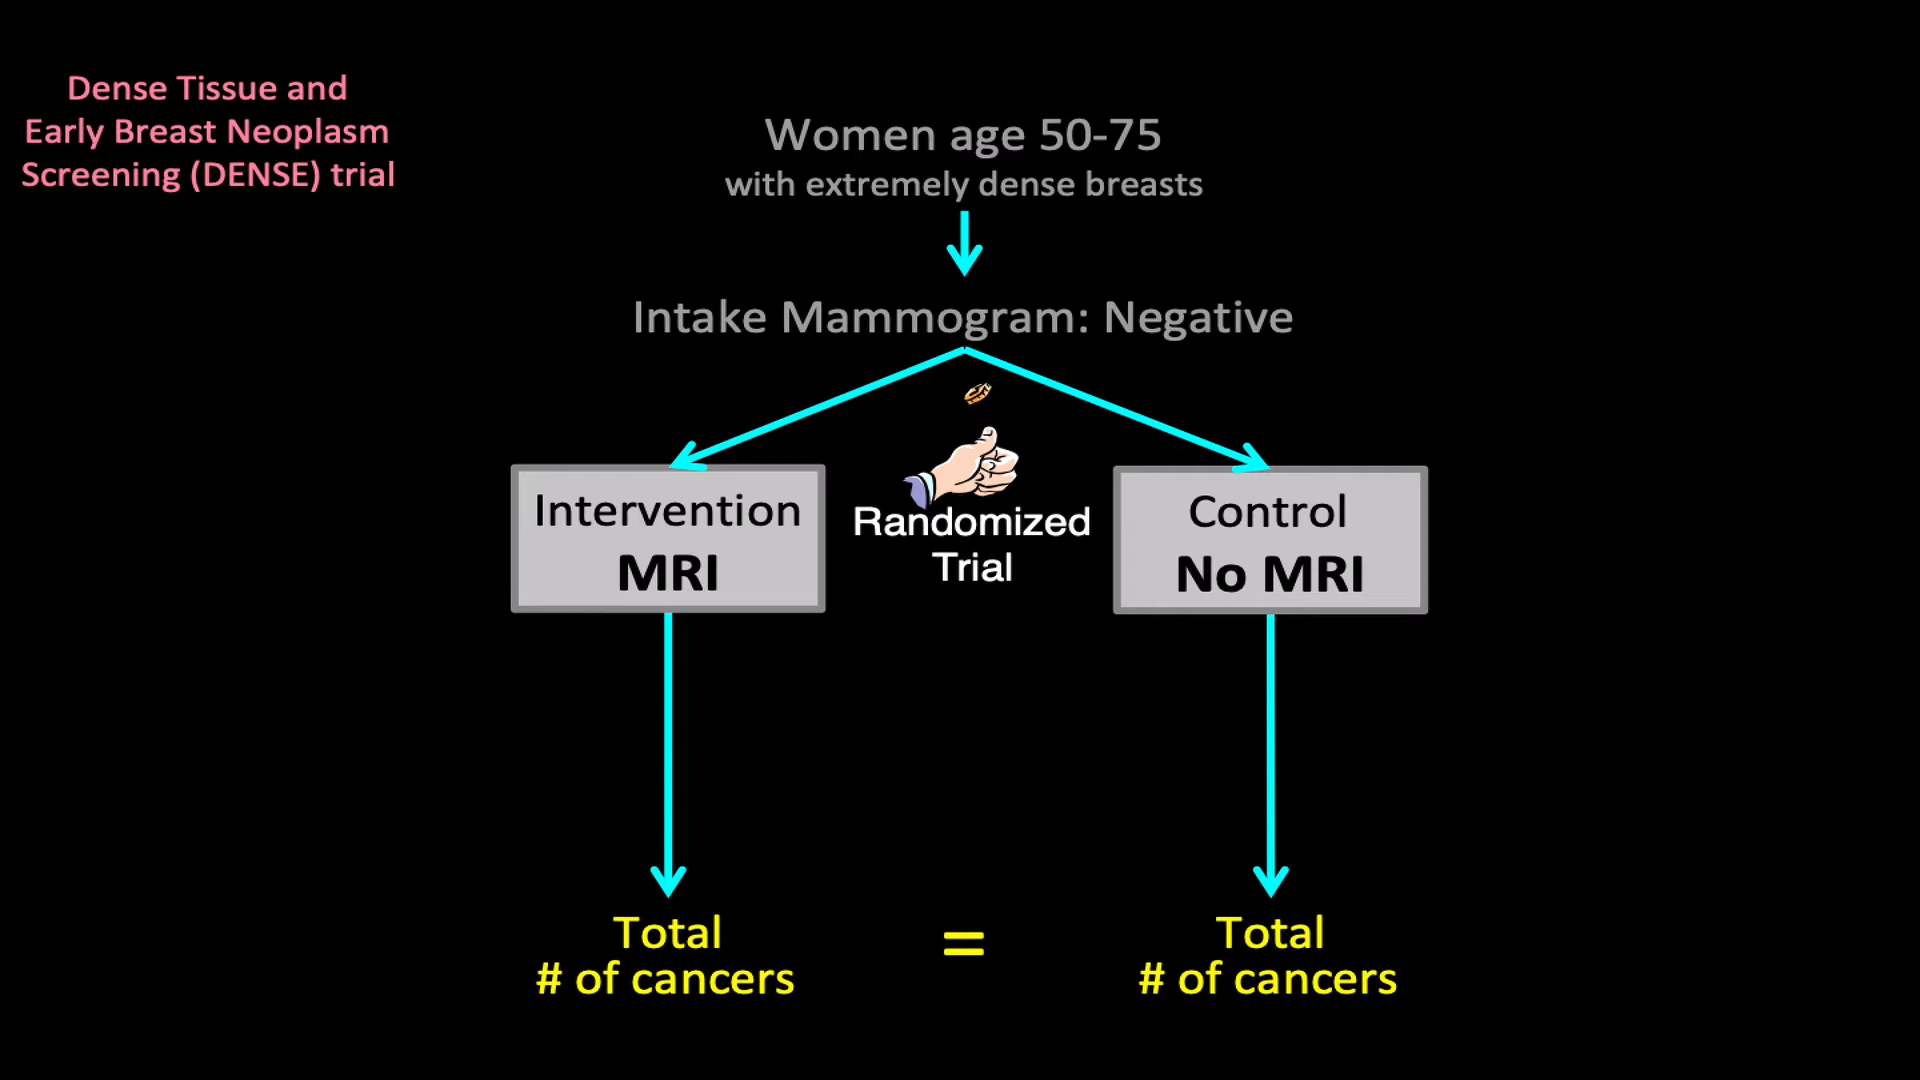 Dense Tissue and
Early Breast Neoplasm
Screening (DENSE) trial
Women age 50-75
with extremely dense breasts
Intake Mammogram: Negative
Intervention
MRI
Randomized
Trial
Control
No MRI
Total
# of cancers
=
Total
# of cancers